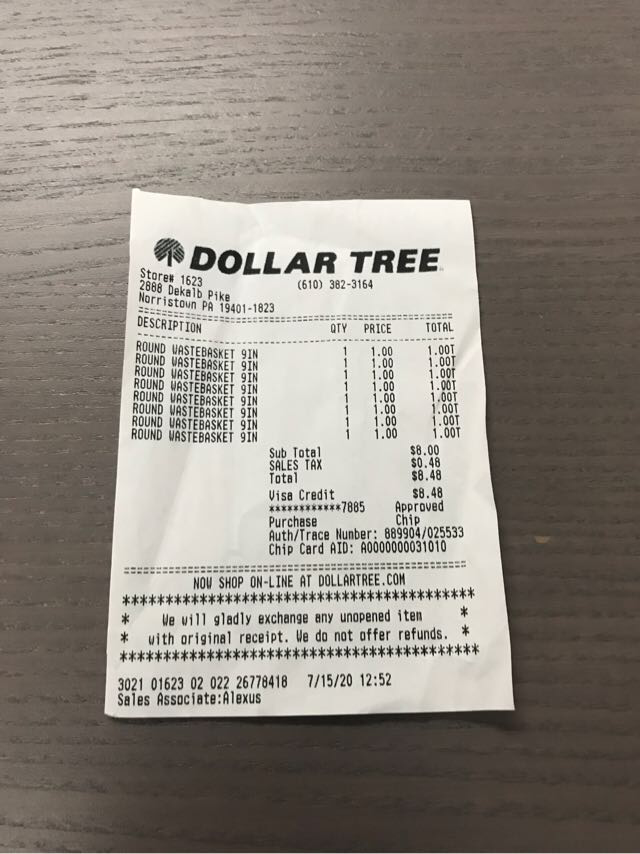 DOLLAR TREE
Store# 1623 (610) 382-3164
2888 Dekalb Pike
Norristown PA 19401-1823
================================================
DESCRIPTION QTY PRICE TOTAL
------------------------------------------------
ROUND WASTEBASKET 9IN 1 1.00 1.00T
ROUND WASTEBASKET 9IN 1 1.00 1.00T
ROUND WASTEBASKET 9IN 1 1.00 1.00T
ROUND WASTEBASKET 9IN 1 1.00 1.00T
ROUND WASTEBASKET 9IN 1 1.00 1.00T
ROUND WASTEBASKET 9IN 1 1.00 1.00T
ROUND WASTEBASKET 9IN 1 1.00 1.00T
ROUND WASTEBASKET 9IN 1 1.00 1.00T
Sub Total $8.00
SALES TAX $0.48
Total $8.48
Visa Credit $8.48
************7885 Approved
Purchase Chip
Auth/Trace Number: 889904/025533
Chip Card AID: A0000000031010
================================================
NOW SHOP ON-LINE AT DOLLARTREE.COM
******************************************
* We will gladly exchange any unopened item *
* with original receipt. We do not offer refunds. *
******************************************
3021 01623 02 022 26778418 7/15/20 12:52
Sales Associate:Alexus